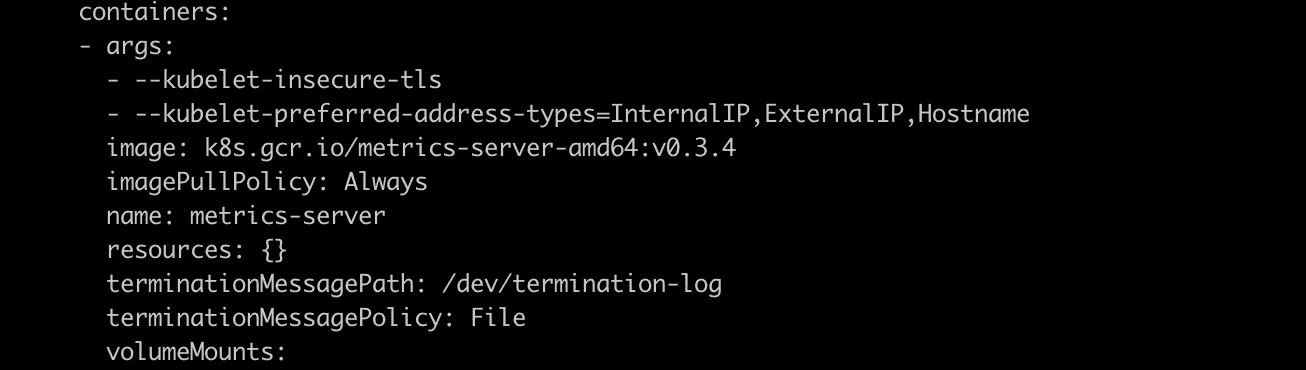 containers:
- args:
- --kubelet-insecure-tls
- --kubelet-preferred-address-types=InternalIP,ExternalIP,Hostname
image: k8s.gcr.io/metrics-server-amd64:v0.3.4
imagePullPolicy: Always
name: metrics-server
resources: {}
terminationMessagePath: /dev/termination-log
terminationMessagePolicy: File
volumeMounts: